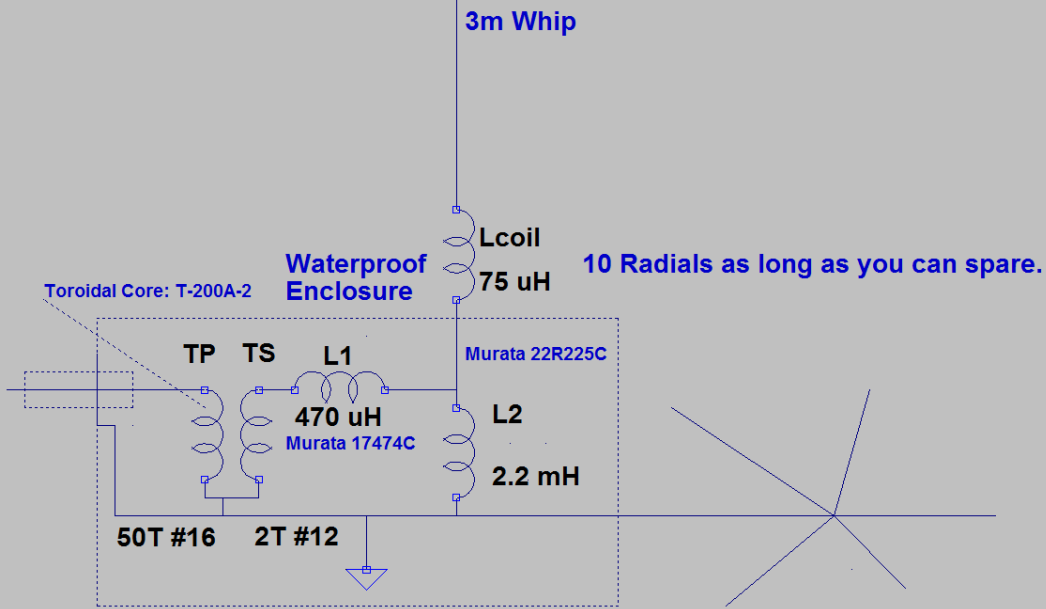 3m Whip
Lcoil
75 uH
Waterproof
Enclosure
10 Radials as long as you can spare.
Toroidal Core: T-200A-2
TP
TS
L1
Murata 22R225C
470 uH
Murata 17474C
L2
2.2 mH
50T #16
2T #12